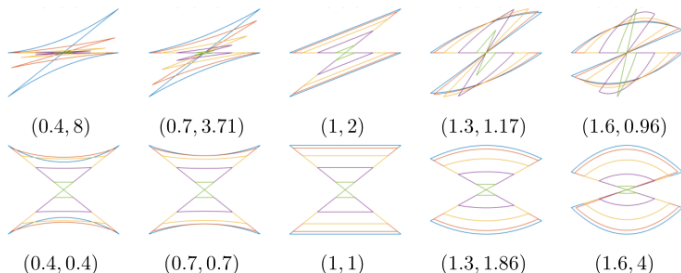 (0.4, 8) (0.7, 3.71) (1, 2) (1.3, 1.17) (1.6, 0.96)
(0.4, 0.4) (0.7, 0.7) (1, 1) (1.3, 1.86) (1.6, 4)